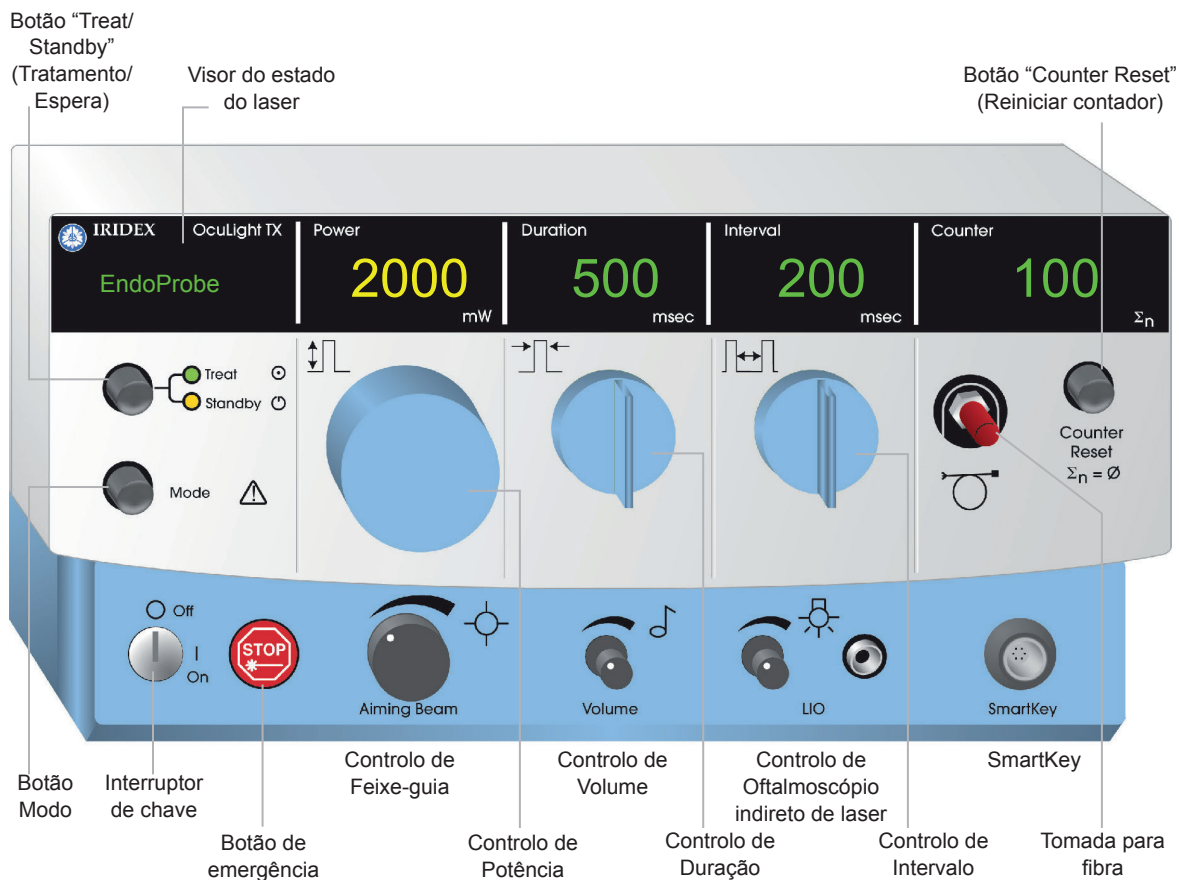 Botão “Treat/
Standby”
(Tratamento/
Espera)
Visor do estado
do laser
Botão “Counter Reset”
(Reiniciar contador)
IRIDEX
OcuLight TX
Power
Duration
Interval
Counter
EndoProbe
2000
500
200
100
mW
msec
msec
Σn
Treat
Standby
Mode
Counter
Reset
Σn = Ø
Off
On
STOP
Aiming Beam
Volume
LIO
SmartKey
Botão
Modo
Interruptor
de chave
Botão de
emergência
Controlo de
Feixe-guia
Controlo de
Potência
Controlo de
Volume
Controlo de
Duração
Controlo de
Oftalmoscópio
indireto de laser
Controlo de
Intervalo
SmartKey
Tomada para
fibra